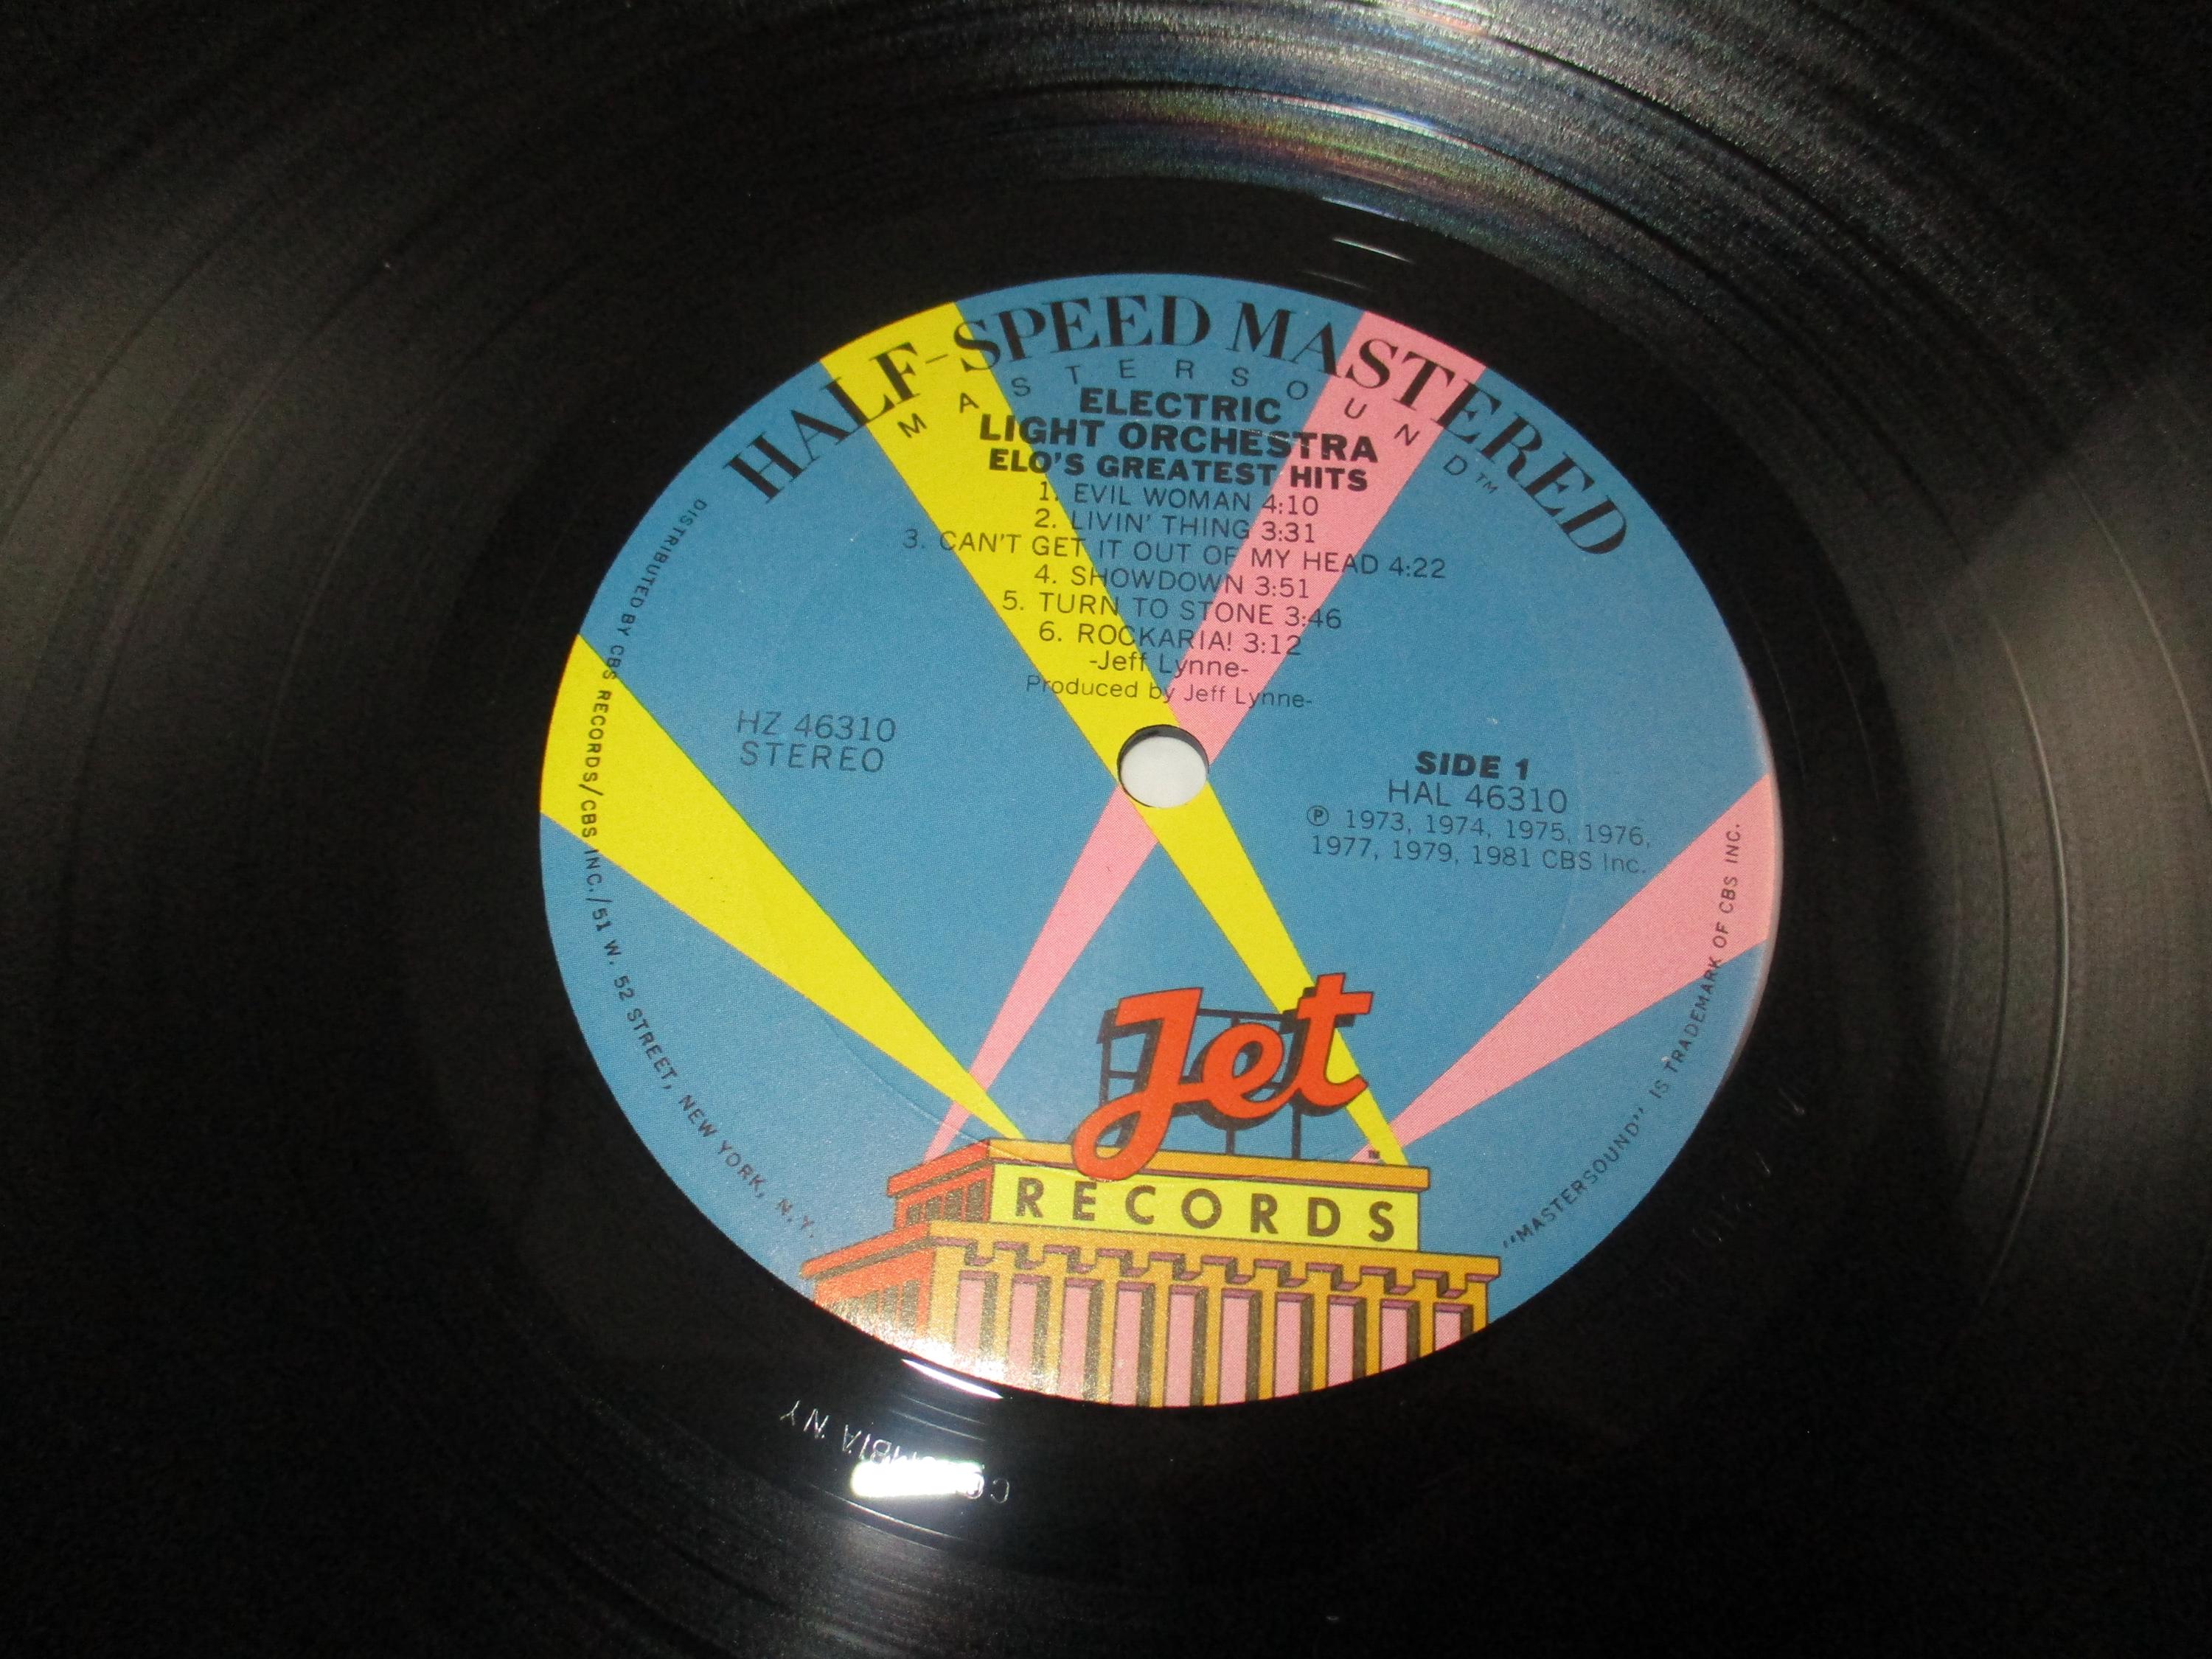 HALF-SPEED MASTERED
MASTERSOUND™
ELECTRIC
LIGHT ORCHESTRA
ELO'S GREATEST HITS
1. EVIL WOMAN 4:10
2. LIVIN' THING 3:31
3. CAN'T GET IT OUT OF MY HEAD 4:22
4. SHOWDOWN 3:51
5. TURN TO STONE 3:46
6. ROCKARIA! 3:12
-Jeff Lynne-
Produced by Jeff Lynne-
HZ 46310
STEREO
SIDE 1
HAL 46310
℗ 1973, 1974, 1975, 1976,
1977, 1979, 1981 CBS Inc.
DISTRIBUTED BY CBS RECORDS/CBS INC./51 W. 52 STREET, NEW YORK, N.Y.
"MASTERSOUND" IS TRADEMARK OF CBS INC.
Jet
™
RECORDS
NY